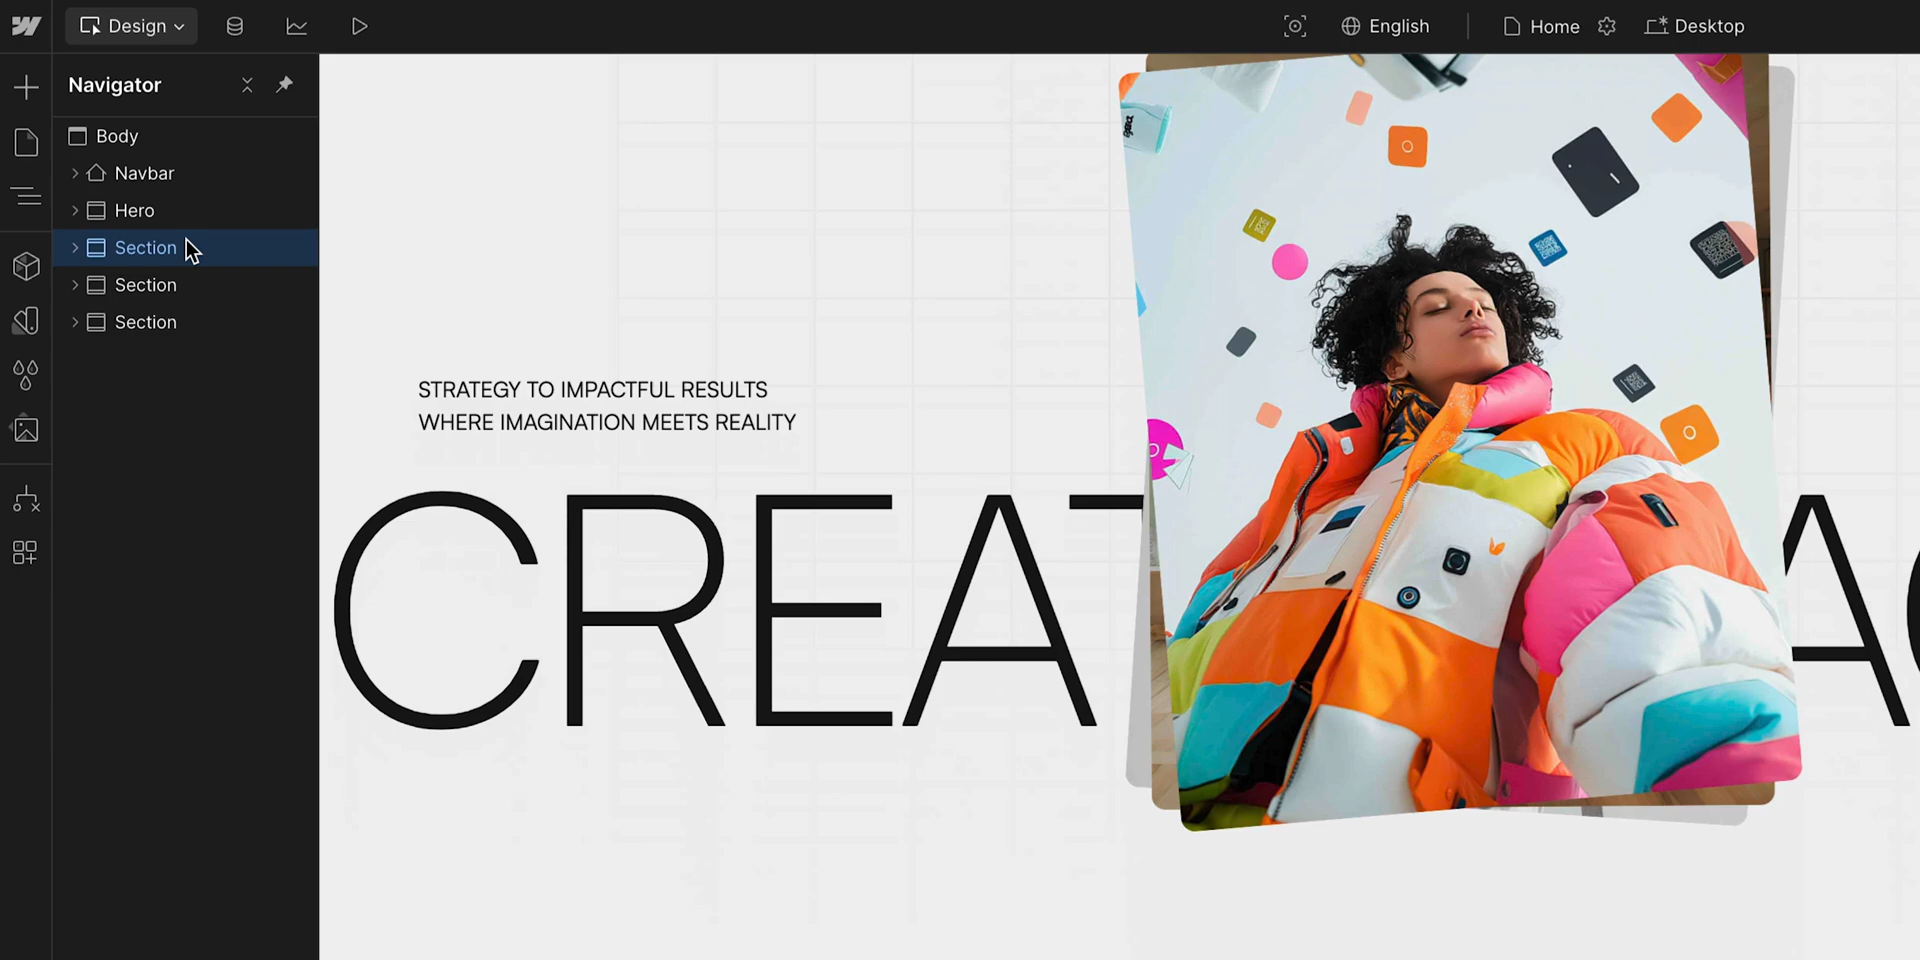 Design
English
Home
Desktop
Navigator
Body
Navbar
Hero
Section
Section
Section
STRATEGY TO IMPACTFUL RESULTS
WHERE IMAGINATION MEETS REALITY